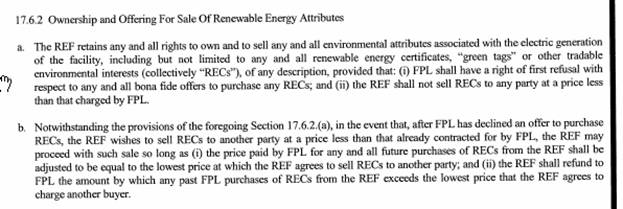 17.6.2 Ownership and Offering For Sale Of Renewable Energy Attributes
a. The REF retains any and all rights to own and to sell any and all environmental attributes associated with the electric generation
of the facility, including but not limited to any and all renewable energy certificates, "green tags" or other tradable
environmental interests (collectively "RECs"), of any description, provided that: (i) FPL shall have a right of first refusal with
respect to any and all bona fide offers to purchase any RECs; and (ii) the REF shall not sell RECs to any party at a price less
than that charged by FPL.
b. Notwithstanding the provisions of the foregoing Section 17.6.2.(a), in the event that, after FPL has declined an offer to purchase
RECs, the REF wishes to sell RECs to another party at a price less than that already contracted for by FPL, the REF may
proceed with such sale so long as (i) the price paid by FPL for any and all future purchases of RECs from the REF shall be
adjusted to be equal to the lowest price at which the REF agrees to sell RECs to another party; and (ii) the REF shall refund to
FPL the amount by which any past FPL purchases of RECs from the REF exceeds the lowest price that the REF agrees to
charge another buyer.